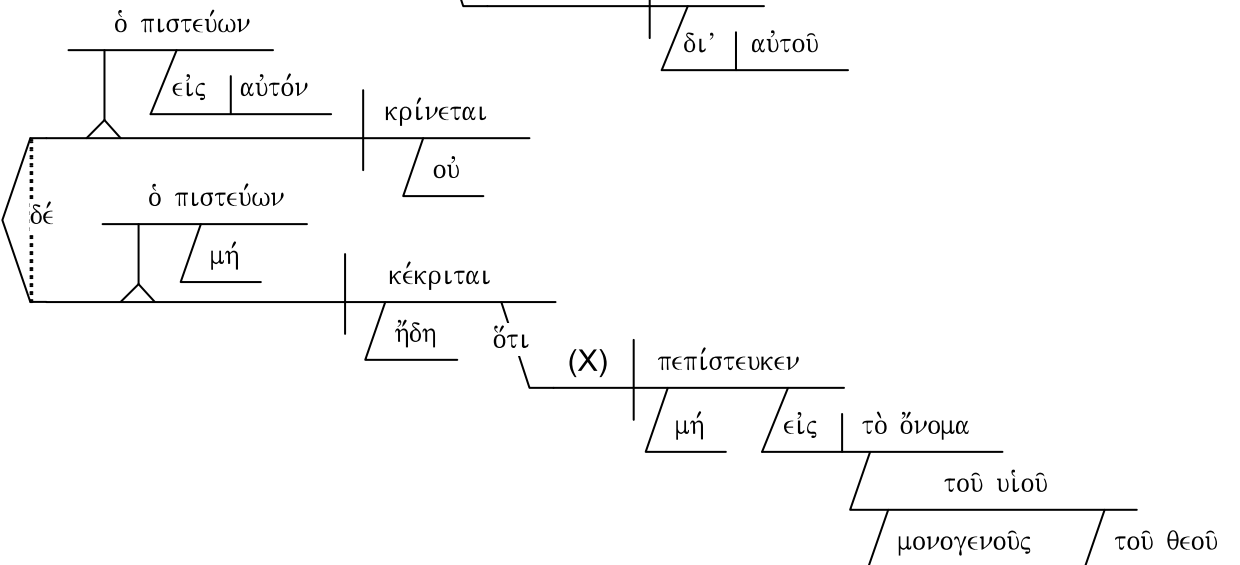 ὁ πιστεύων
δι’ αὐτοῦ
εἰς αὐτόν
κρίνεται
οὐ
ὁ πιστεύων
δέ
μή
κέκριται
ἤδη ὅτι
(X) πεπίστευκεν
μή εἰς τὸ ὄνομα
τοῦ υἱοῦ
μονογενοῦς τοῦ θεοῦ